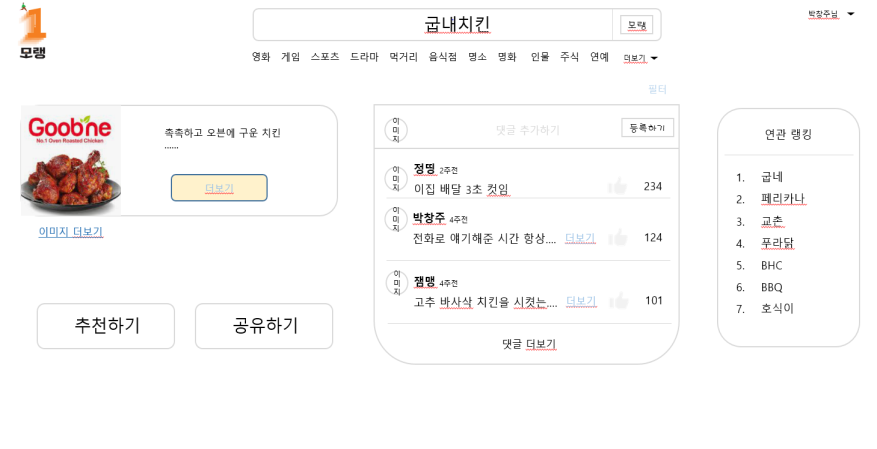 1
모랭
굽내치킨
모랭
박창주님
영화 게임 스포츠 드라마 먹거리 음식점 명소 명화 인물 주식 연예 더보기
필터
Goobne
No.1 Oven Roasted Chicken
촉촉하고 오븐에 구운 치킨
......
더보기
이미지 더보기
추천하기
공유하기
이미지
댓글 추가하기
등록하기
이미지
정띵 2주전
이집 배달 3초 컷임
234
이미지
박창주 4주전
전화로 얘기해준 시간 항상.... 더보기
124
이미지
잼맹 4주전
고추 바사삭 치킨을 시켯는.... 더보기
101
댓글 더보기
연관 랭킹
1. 굽네
2. 페리카나
3. 교촌
4. 푸라닭
5. BHC
6. BBQ
7. 호식이